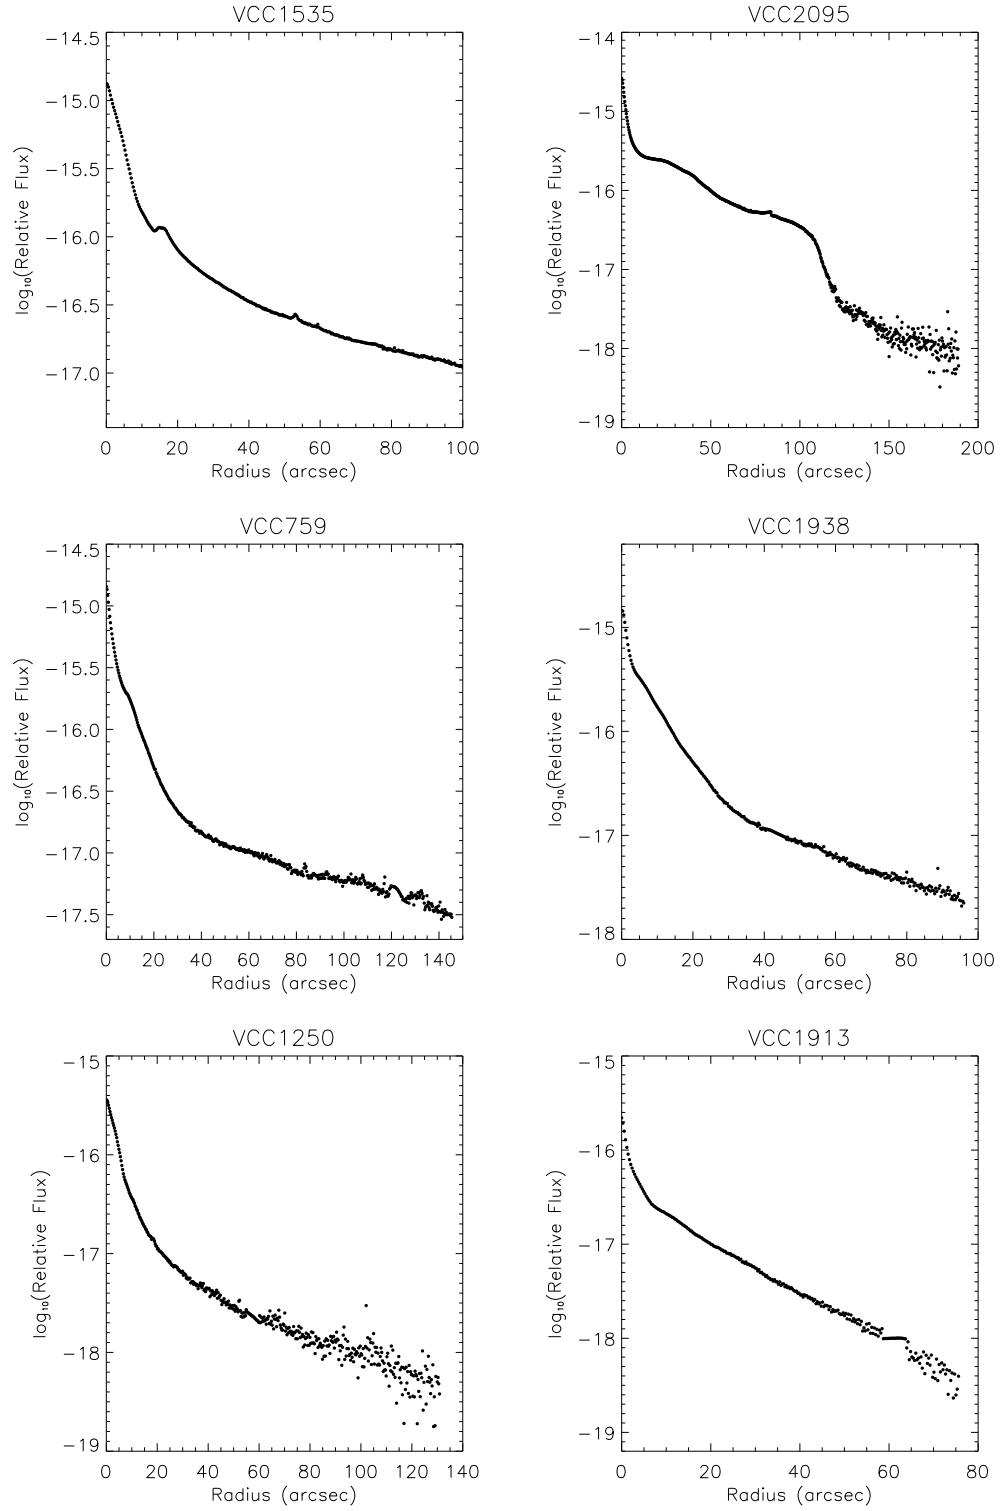 VCC1535
VCC2095
−14.5
−15.0
−15.5
−16.0
−16.5
−17.0
log₁₀(Relative Flux)
0 20 40 60 80 100
Radius (arcsec)
−14
−15
−16
−17
−18
−19
log₁₀(Relative Flux)
0 50 100 150 200
Radius (arcsec)
VCC759
VCC1938
−14.5
−15.0
−15.5
−16.0
−16.5
−17.0
−17.5
log₁₀(Relative Flux)
0 20 40 60 80 100 120 140
Radius (arcsec)
−15
−16
−17
−18
log₁₀(Relative Flux)
0 20 40 60 80 100
Radius (arcsec)
VCC1250
VCC1913
−15
−16
−17
−18
−19
log₁₀(Relative Flux)
0 20 40 60 80 100 120 140
Radius (arcsec)
−15
−16
−17
−18
−19
log₁₀(Relative Flux)
0 20 40 60 80
Radius (arcsec)